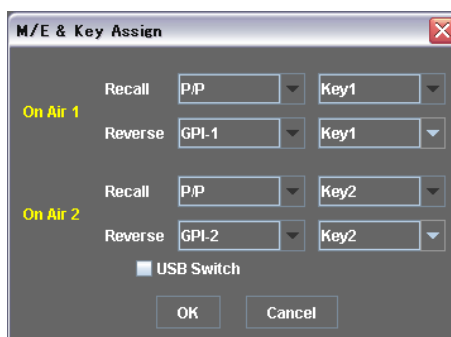 M/E & Key Assign
Recall P/P Key1
On Air 1
Reverse GPI-1 Key1
Recall P/P Key2
On Air 2
Reverse GPI-2 Key2
USB Switch
OK Cancel